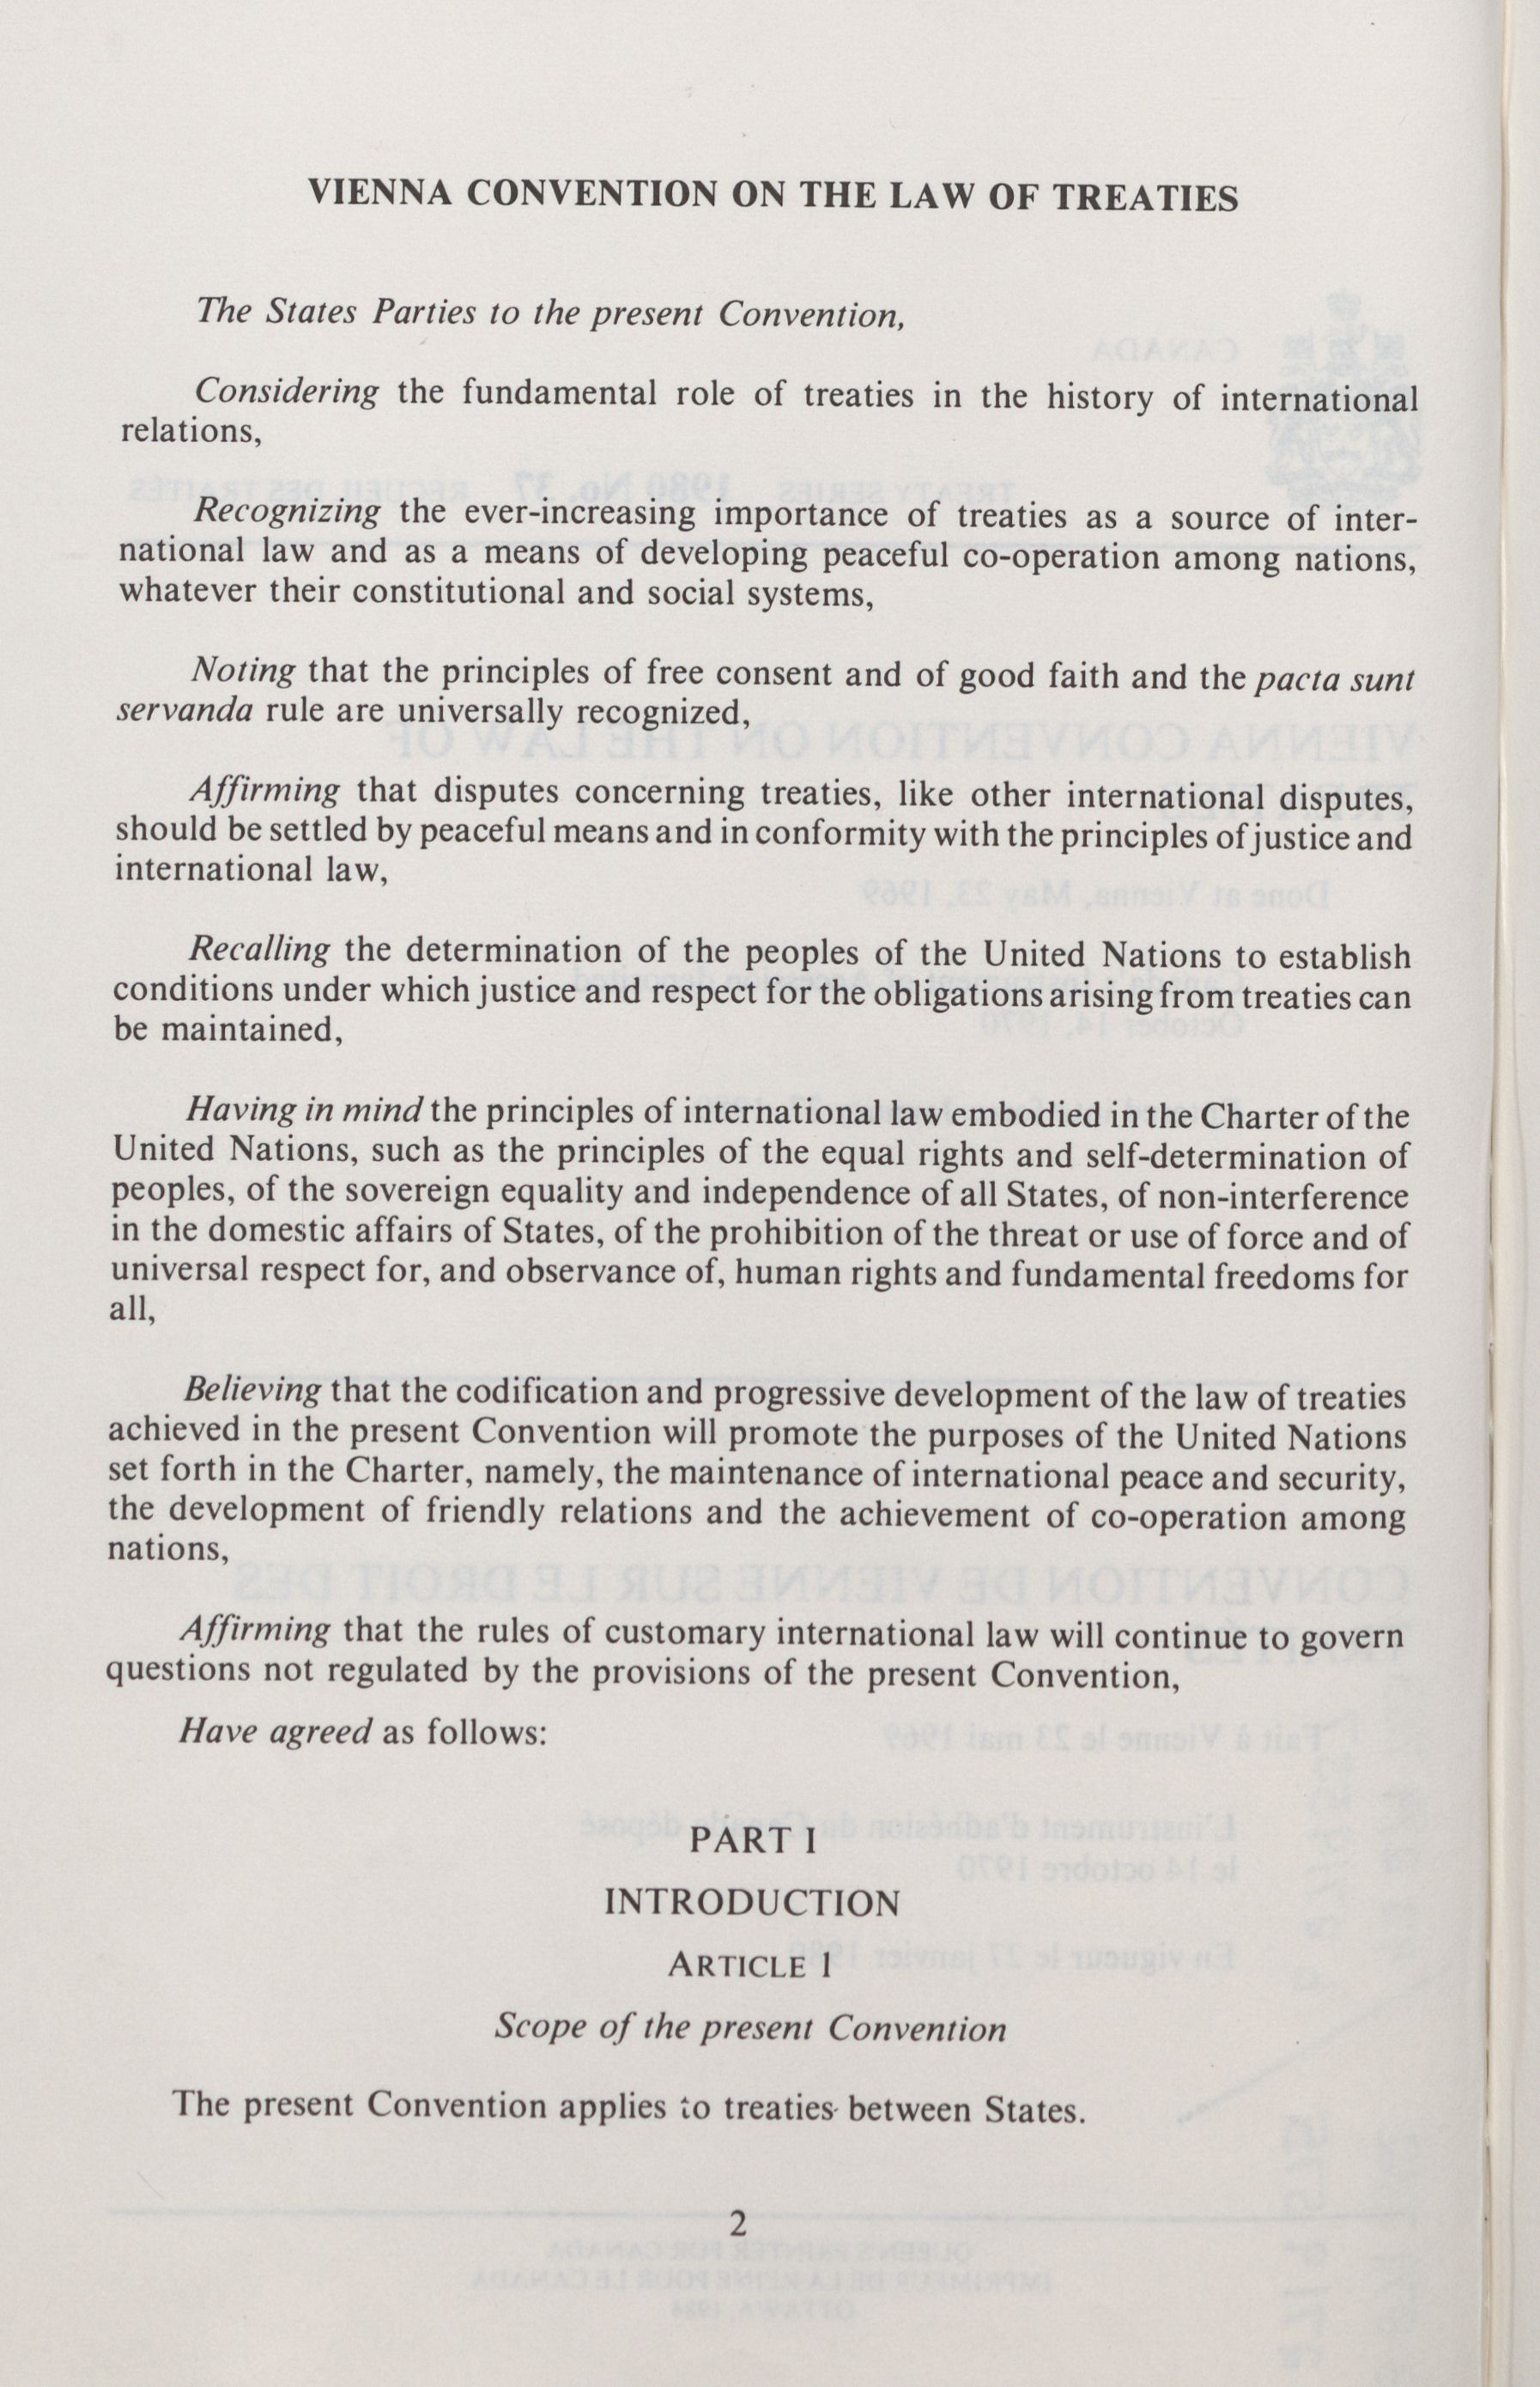 VIENNA CONVENTION ON THE LAW OF TREATIES
The States Parties to the present Convention,
Considering the fundamental role of treaties in the history of international
relations,
Recognizing the ever-increasing importance of treaties as a source of inter-
national law and as a means of developing peaceful co-operation among nations,
whatever their constitutional and social systems,
Noting that the principles of free consent and of good faith and the pacta sunt
servanda rule are universally recognized,
Affirming that disputes concerning treaties, like other international disputes,
should be settled by peaceful means and in conformity with the principles of justice and
international law,
Recalling the determination of the peoples of the United Nations to establish
conditions under which justice and respect for the obligations arising from treaties can
be maintained,
Having in mind the principles of international law embodied in the Charter of the
United Nations, such as the principles of the equal rights and self-determination of
peoples, of the sovereign equality and independence of all States, of non-interference
in the domestic affairs of States, of the prohibition of the threat or use of force and of
universal respect for, and observance of, human rights and fundamental freedoms for
all,
Believing that the codification and progressive development of the law of treaties
achieved in the present Convention will promote the purposes of the United Nations
set forth in the Charter, namely, the maintenance of international peace and security,
the development of friendly relations and the achievement of co-operation among
nations,
Affirming that the rules of customary international law will continue to govern
questions not regulated by the provisions of the present Convention,
Have agreed as follows:
PART I
INTRODUCTION
ARTICLE 1
Scope of the present Convention
The present Convention applies to treaties between States.
2